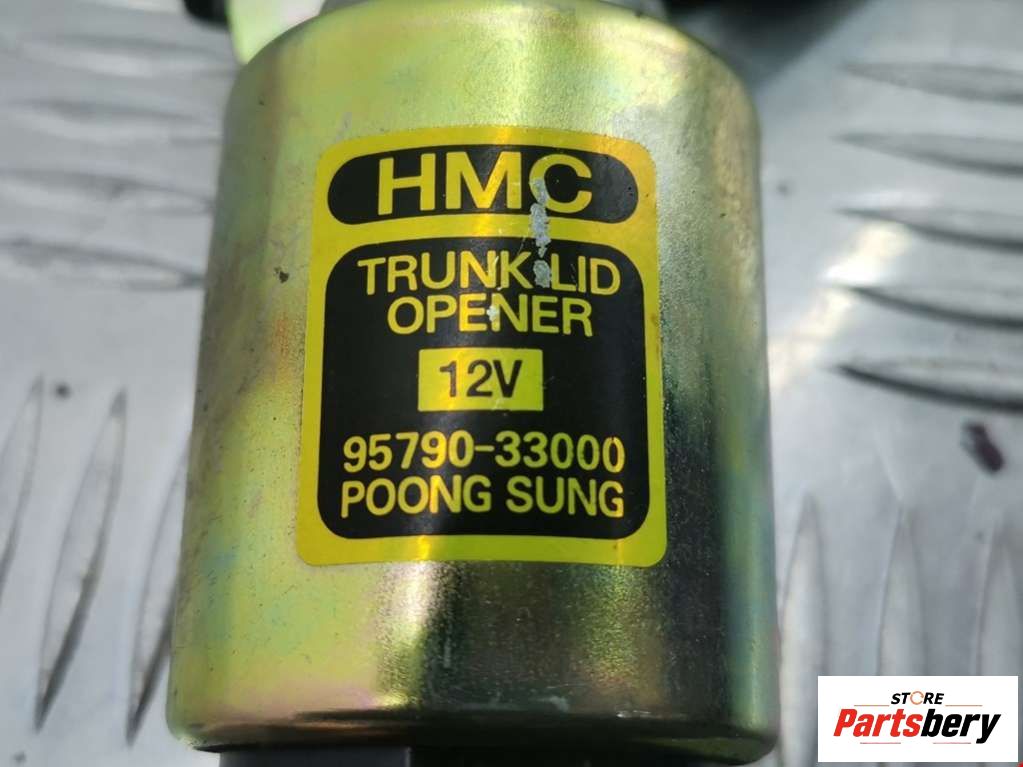 HMC
TRUNK LID
OPENER
12V
95790-33000
POONG SUNG
STORE
Partsbery